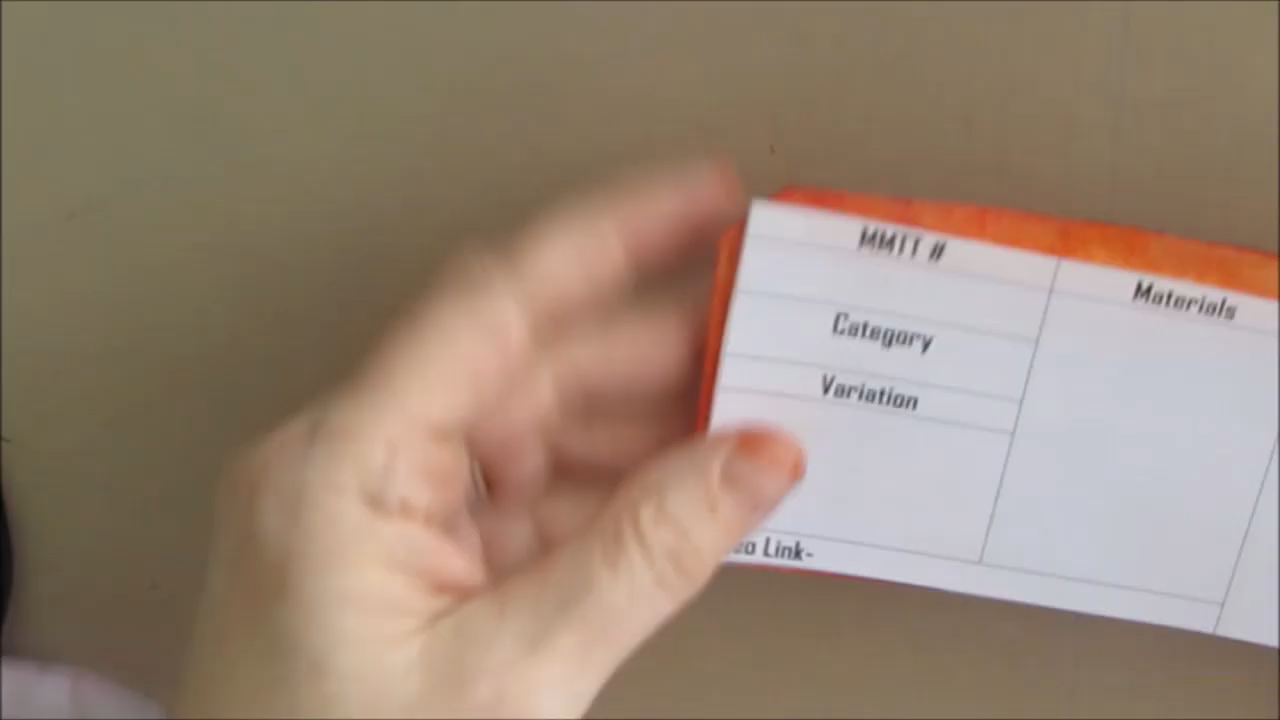 MMTT #
Materials
Category
Variation
Link-